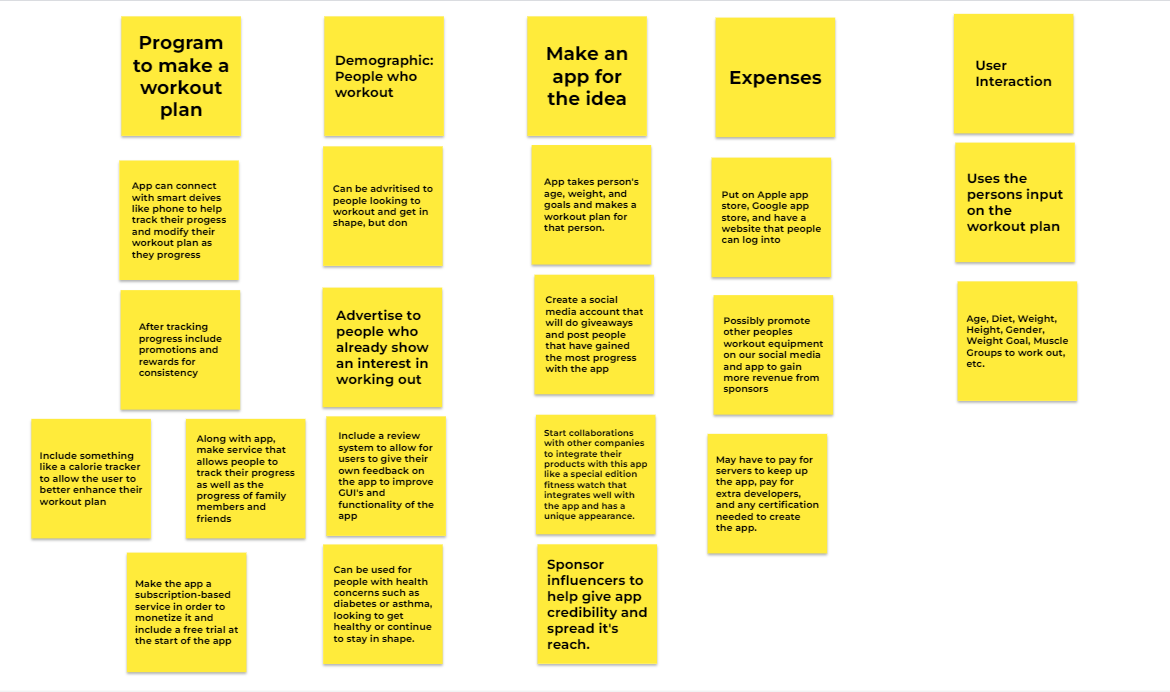 Program
to make a
workout
plan
App can connect
with smart deives
like phone to help
track their progess
and modify their
workout plan as
they progress
After tracking
progress include
promotions and
rewards for
consistency
Include something
like a calorie tracker
to allow the user to
better enhance their
workout plan
Along with app,
make service that
allows people to
track their progress
as well as the
progress of family
members and
friends
Make the app a
subscription-based
service in order to
monetize it and
include a free trial at
the start of the app
Demographic:
People who
workout
Can be advritised to
people looking to
workout and get in
shape, but don
Advertise to
people who
already show
an interest in
working out
Include a review
system to allow for
users to give their
own feedback on
the app to improve
GUI's and
functionality of the
app
Can be used for
people with health
concerns such as
diabetes or asthma,
looking to get
healthy or continue
to stay in shape.
Make an
app for
the idea
App takes person's
age, weight, and
goals and makes a
workout plan for
that person.
Create a social
media account that
will do giveaways
and post people
that have gained
the most progress
with the app
Start collaborations
with other companies
to integrate their
products with this app
like a special edition
fitness watch that
integrates well with
the app and has a
unique appearance.
Sponsor
influencers to
help give app
credibility and
spread it's
reach.
Expenses
Put on Apple app
store, Google app
store, and have a
website that people
can log into
Possibly promote
other peoples
workout equipment
on our social media
and app to gain
more revenue from
sponsors
May have to pay for
servers to keep up
the app, pay for
extra developers,
and any certification
needed to create
the app.
User
Interaction
Uses the
persons input
on the
workout plan
Age, Diet, Weight,
Height, Gender,
Weight Goal, Muscle
Groups to work out,
etc.